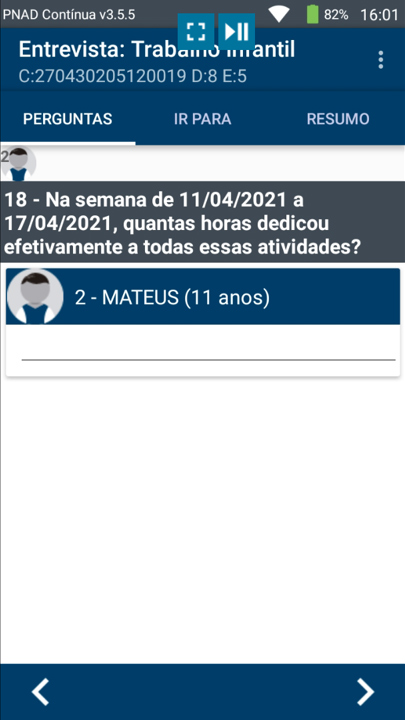 PNAD Contínua v3.5.5 82% 16:01
Entrevista: Trabalho Infantil
C:270430205120019 D:8 E:5
PERGUNTAS IR PARA RESUMO
2
18 - Na semana de 11/04/2021 a
17/04/2021, quantas horas dedicou
efetivamente a todas essas atividades?
2 - MATEUS (11 anos)